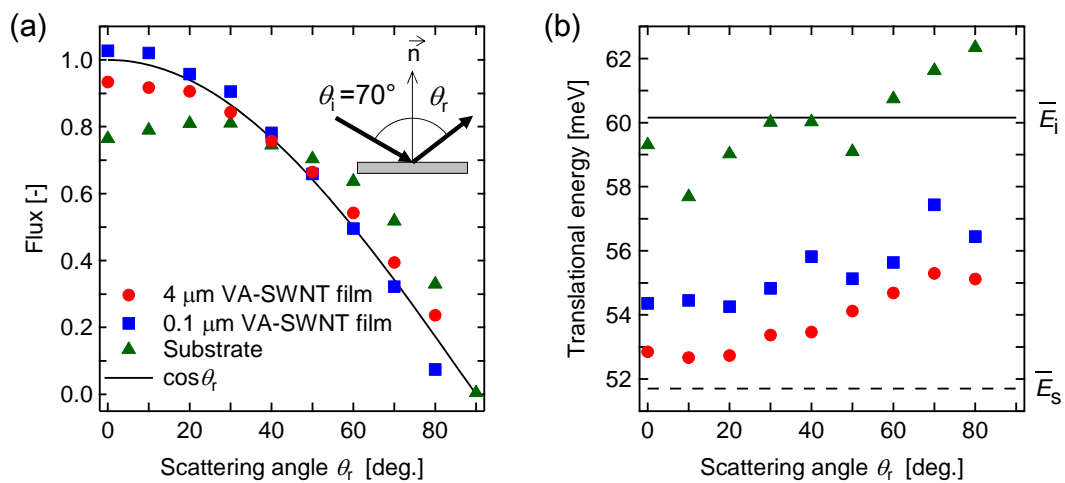 (a)
Flux [-]
1.0
0.8
0.6
0.4
0.2
0.0
n
θi=70°
θr
4 μm VA-SWNT film
0.1 μm VA-SWNT film
Substrate
cosθr
0 20 40 60 80
Scattering angle θr [deg.]
(b)
Translational energy [meV]
62
60
58
56
54
52
Ei
Es
0 20 40 60 80
Scattering angle θr [deg.]